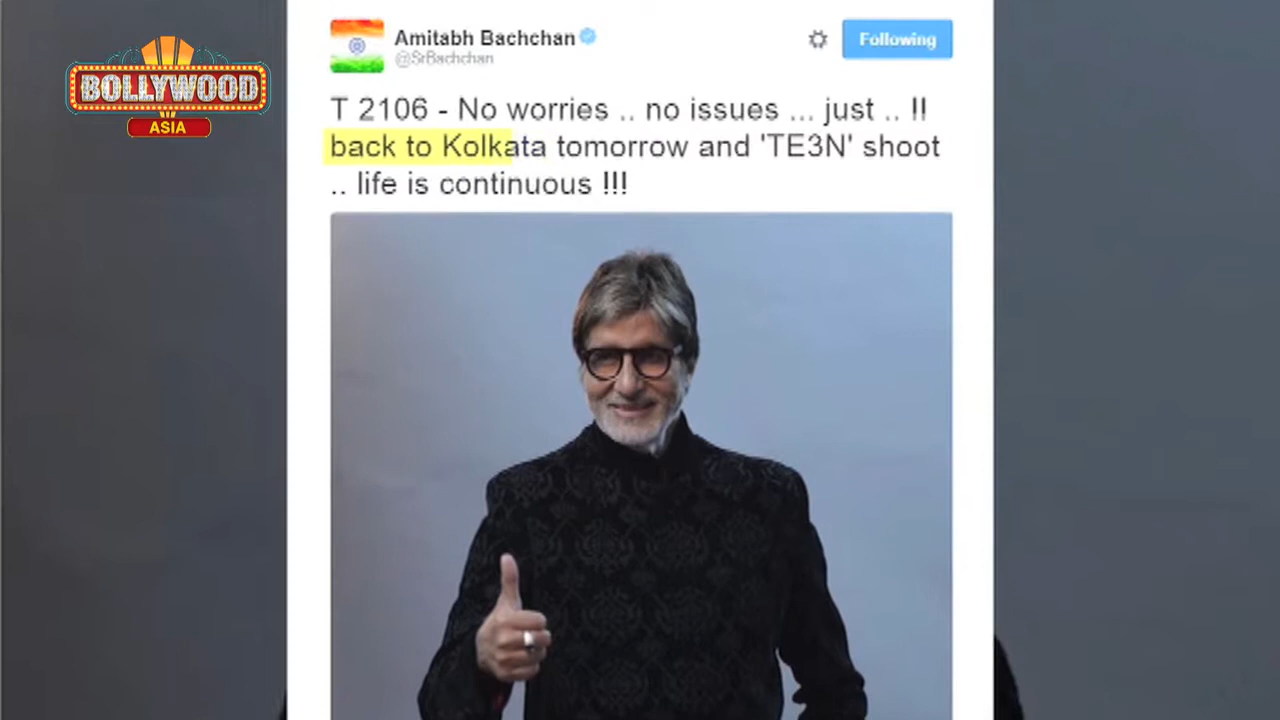 BOLLYWOOD
ASIA
Amitabh Bachchan
@SrBachchan
Following
T 2106 - No worries .. no issues ... just .. !!
back to Kolkata tomorrow and 'TE3N' shoot
.. life is continuous !!!